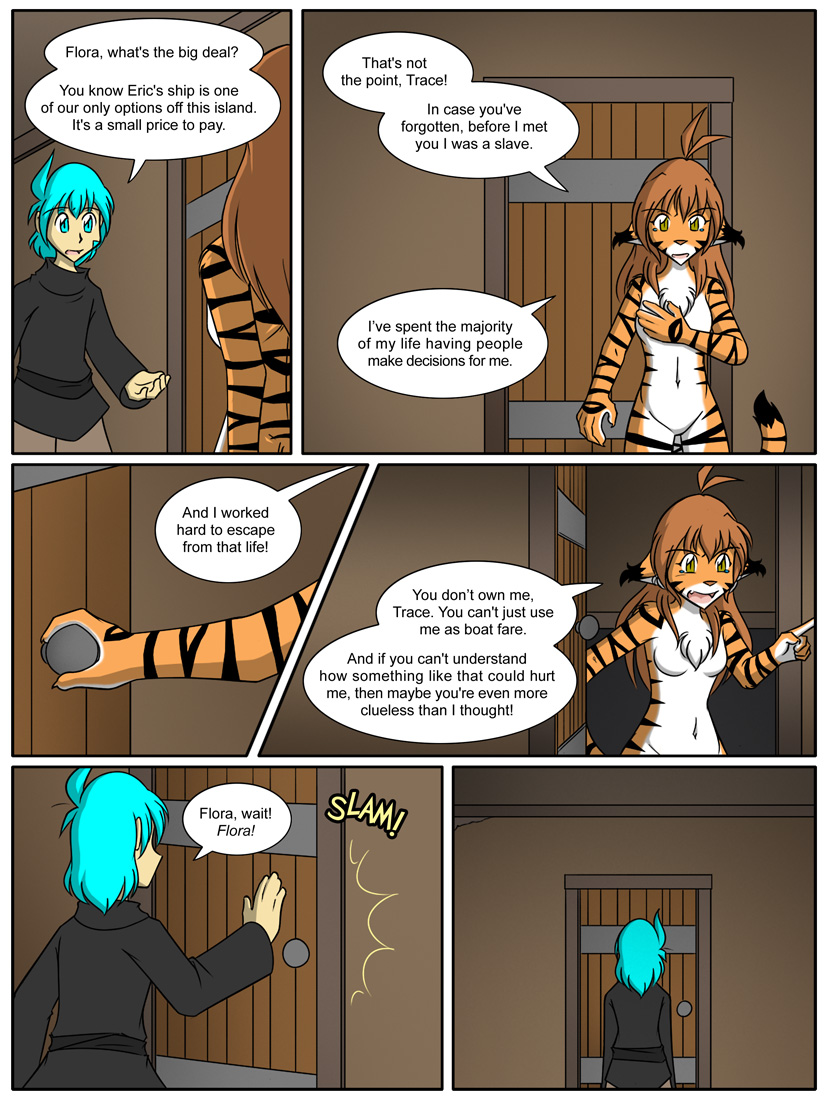 Flora, what's the big deal?
You know Eric's ship is one
of our only options off this island.
It's a small price to pay.
That's not
the point, Trace!
In case you've
forgotten, before I met
you I was a slave.
I've spent the majority
of my life having people
make decisions for me.
And I worked
hard to escape
from that life!
You don't own me,
Trace. You can't just use
me as boat fare.
And if you can't understand
how something like that could hurt
me, then maybe you're even more
clueless than I thought!
Flora, wait!
Flora!
SLAM!